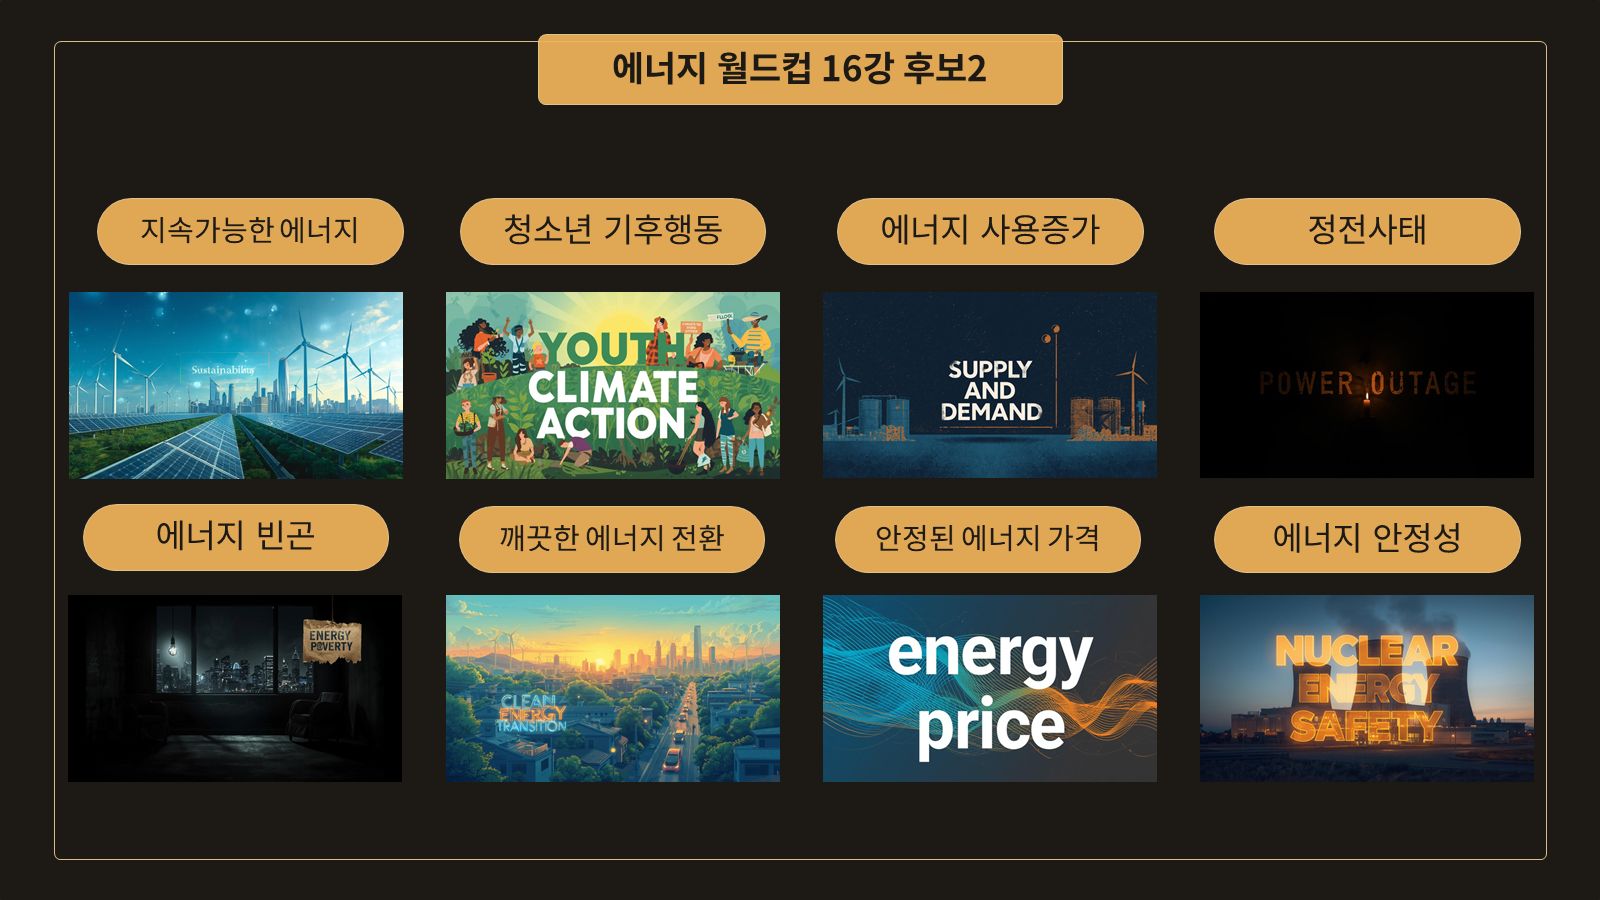 에너지 월드컵 16강 후보2
지속가능한 에너지
청소년 기후행동
에너지 사용증가
정전사태
YOUTH
CLIMATE
ACTION
SUPPLY
AND
DEMAND
POWER OUTAGE
에너지 빈곤
깨끗한 에너지 전환
안정된 에너지 가격
에너지 안정성
ENERGY
POVERTY
CLEAN
ENERGY
TRANSITION
energy
price
NUCLEAR
ENERGY
SAFETY